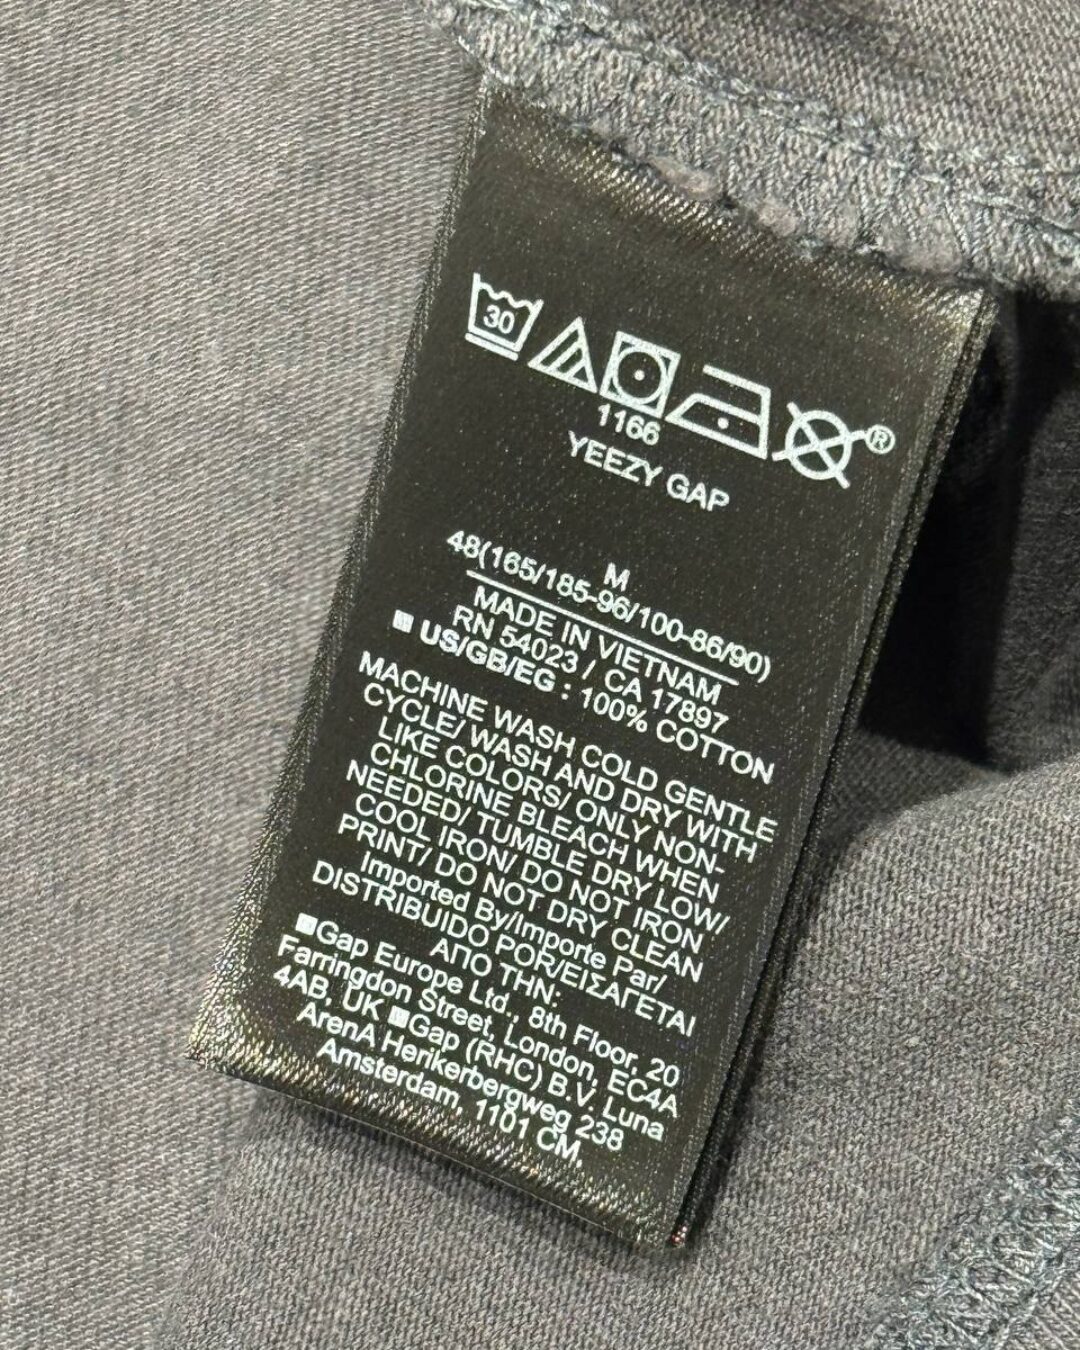 30
®
1166
YEEZY GAP
M
48(165/185-96/100-86/90)
MADE IN VIETNAM
RN 54023 / CA 17897
US/GB/EG : 100% COTTON
MACHINE WASH COLD GENTLE
CYCLE/ WASH AND DRY WITH
LIKE COLORS/ ONLY NON-
CHLORINE BLEACH WHEN
NEEDED/ TUMBLE DRY LOW/
COOL IRON/ DO NOT IRON
PRINT/ DO NOT DRY CLEAN
Imported By/Importe Par/
DISTRIBUIDO POR/ΕΙΣΑΓΕΤΑΙ
ΑΠΟ ΤΗΝ:
Gap Europe Ltd., 8th Floor, 20
Farringdon Street, London, EC4A
4AB, UK Gap (RHC) B.V, Luna
ArenA Herikerbergweg 238
Amsterdam, 1101 CM,